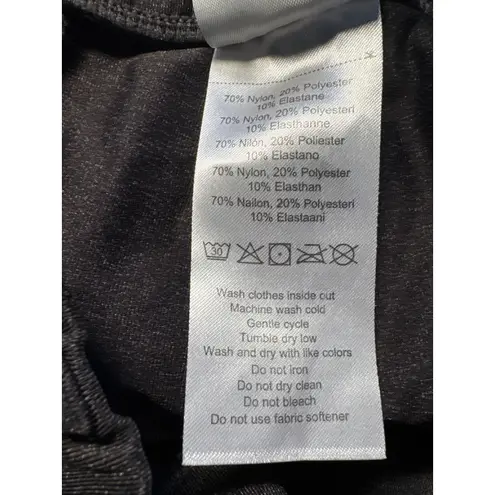 70% Nylon, 20% Polyester
10% Elastane
70% Nylon, 20% Polyesteri
10% Elasthanne
70% Nilón, 20% Poliester
10% Elastano
70% Nylon, 20% Polyester
10% Elasthan
70% Nailon, 20% Polyesteri
10% Elastaani
30
Wash clothes inside out
Machine wash cold
Gentle cycle
Tumble dry low
Wash and dry with like colors
Do not iron
Do not dry clean
Do not bleach
Do not use fabric softener